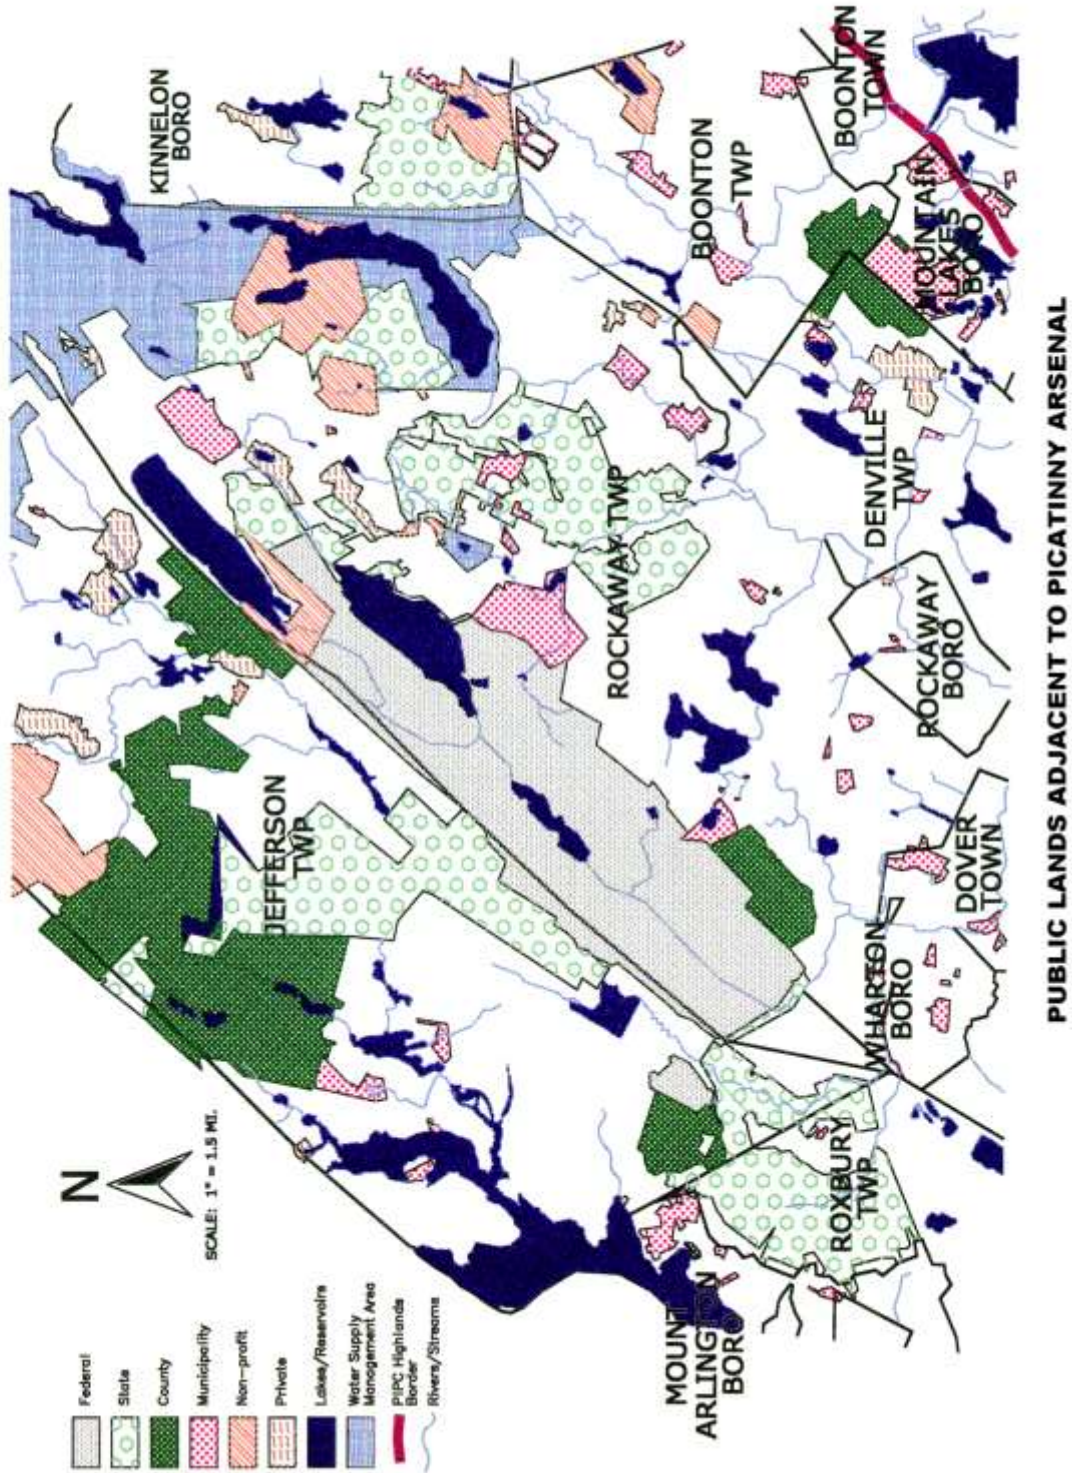 KINNELON
BORO
BOONTON
TOWN
BOONTON
TWP
MOUNTAIN
LAKES
BORO
DENVILLE
TWP
ROCKAWAY TWP
ROCKAWAY
BORO
JEFFERSON
TWP
DOVER
TOWN
WHARTON
BORO
ROXBURY
TWP
MOUNT
ARLINGTON
BORO
N
SCALE: 1" = 1.5 MI.
Federal
State
County
Municipality
Non-profit
Private
Lakes/Reservoirs
Water Supply
Management Area
PIPC Highlands
Border
Rivers/Streams
PUBLIC LANDS ADJACENT TO PICATINNY ARSENAL